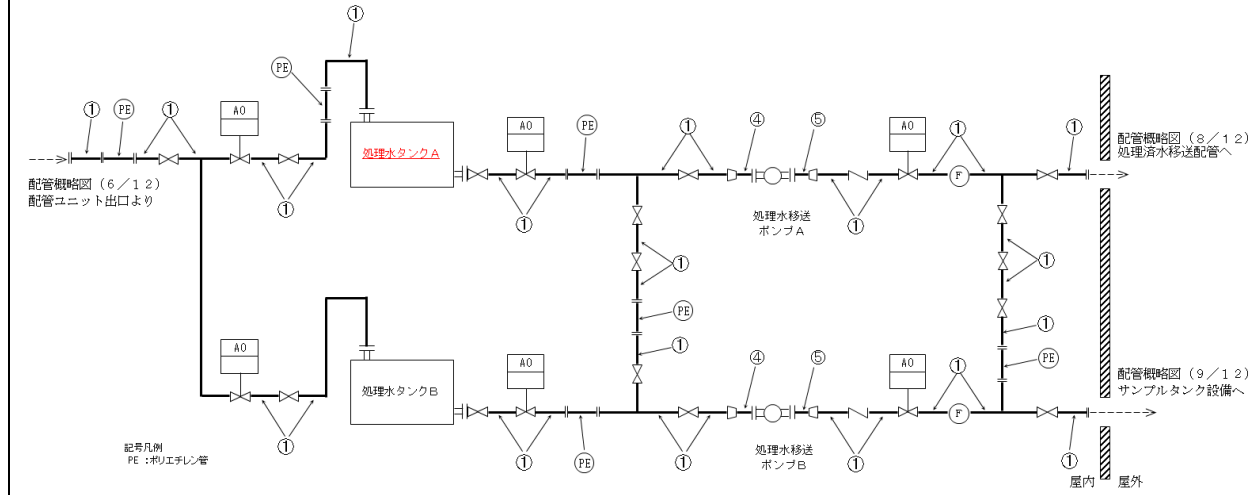 ①
PE
①
PE
①
AO
①
処理水タンクA
AO
①
PE
①
④
⑤
AO
①
F
①
①
配管概略図(6/12)
配管ユニット出口より
処理水移送
ポンプA
①
配管概略図(8/12)
処理済水移送配管へ
①
PE
①
①
①
PE
AO
①
処理水タンクB
AO
①
PE
①
④
⑤
AO
①
F
①
①
処理水移送
ポンプB
配管概略図(9/12)
サンプルタンク設備へ
記号凡例
PE:ポリエチレン管
屋内 屋外